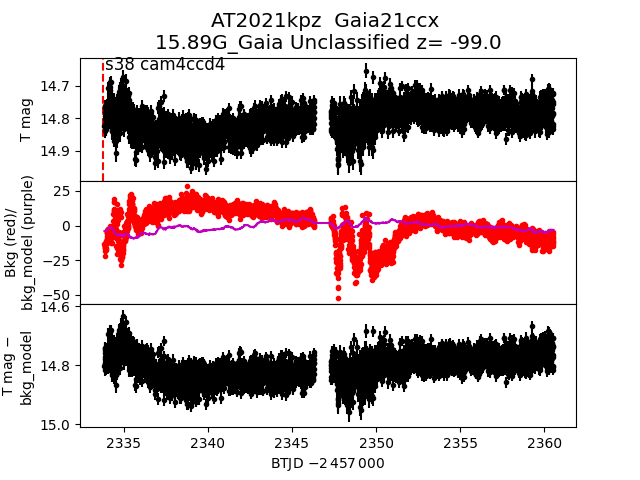 AT2021kpz  Gaia21ccx
15.89G_Gaia Unclassified z= -99.0
s38 cam4ccd4
14.7
14.8
14.9
T mag
25
0
−25
−50
Bkg (red)/
bkg_model (purple)
14.6
14.8
15.0
T mag −
bkg_model
2335 2340 2345 2350 2355 2360
BTJD −2 457 000